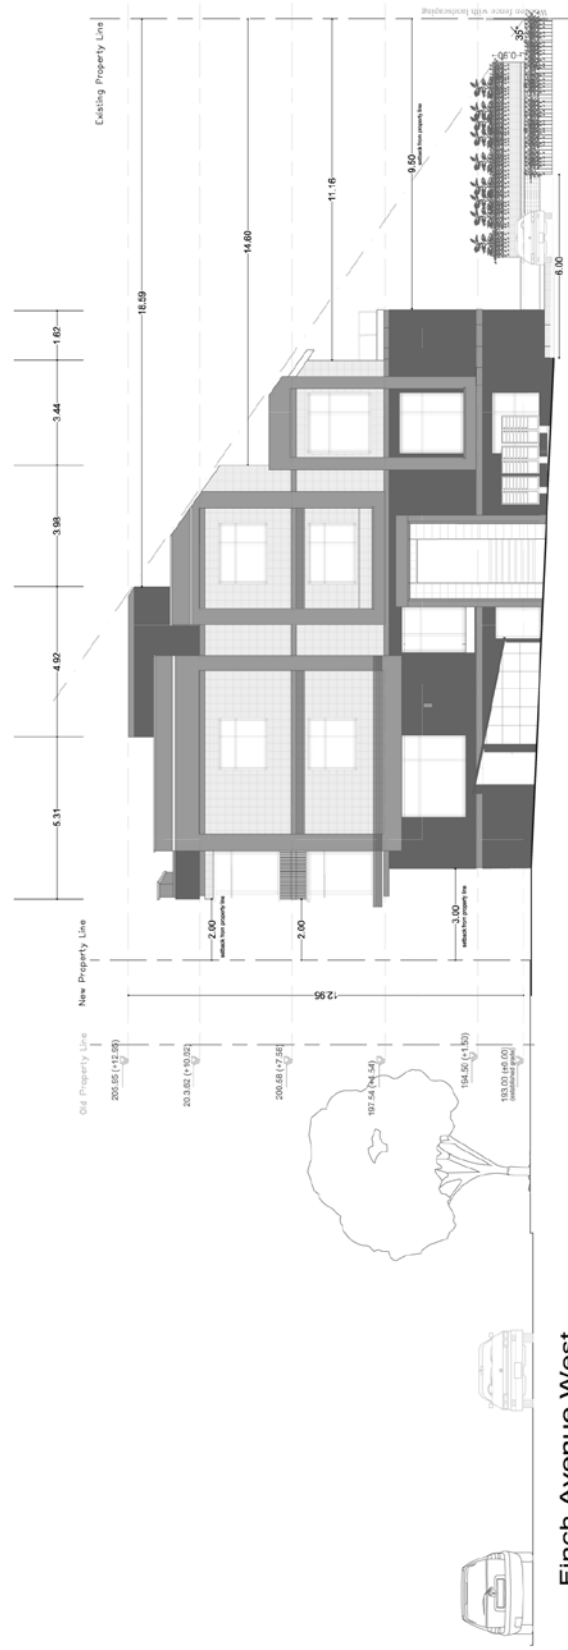 Existing Property Line
New Property Line
Old Property Line
5.31
4.92
3.98
3.44
1.62
18.59
14.60
11.16
9.50
setback from property line
6.00
35°
+0.90
Wooden fence with landscaping
2.00
setback from property line
2.00
3.00
setback from property line
12.95
205.95 (+12.95)
20.3.62 (+10.62)
200.58 (+7.58)
197.54 (+4.54)
194.50 (+1.50)
193.00 (±0.00)
(established grade)
Finch Avenue West